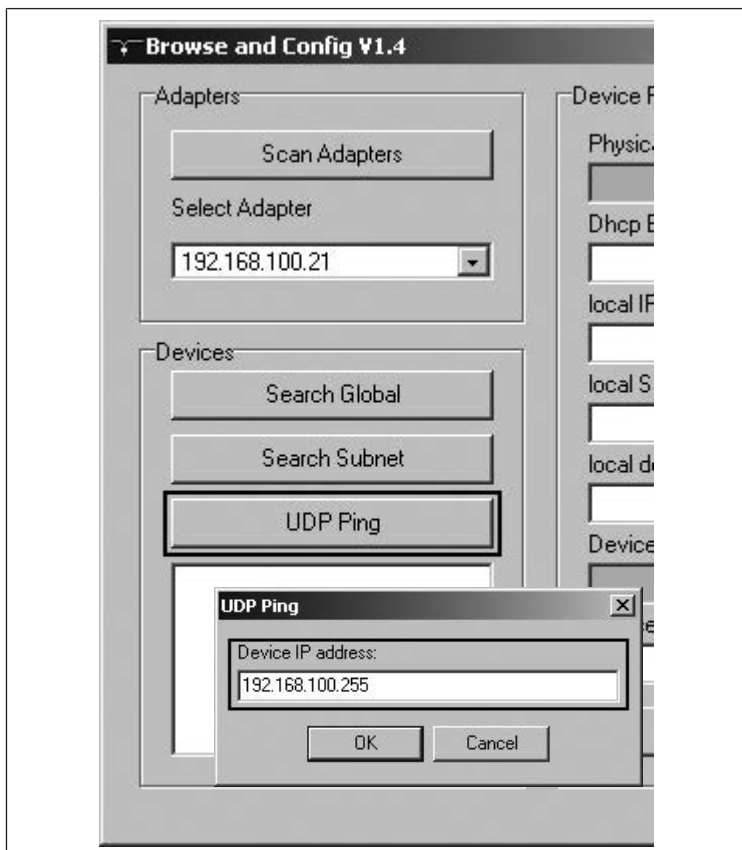 Browse and Config V1.4
Adapters
Scan Adapters
Select Adapter
192.168.100.21
Devices
Search Global
Search Subnet
UDP Ping
Device
Physic
Dhcp
local IP
local S
local d
Device
UDP Ping
Device IP address:
192.168.100.255
OK
Cancel